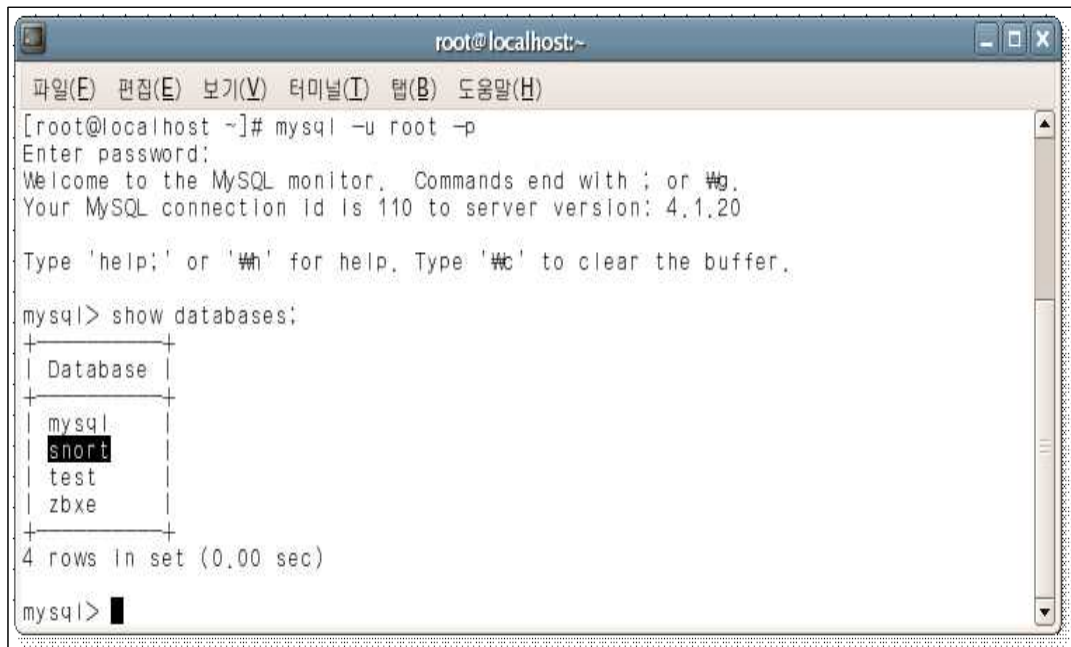 root@localhost:~
파일(F) 편집(E) 보기(V) 터미널(T) 탭(B) 도움말(H)
[root@localhost ~]# mysql -u root -p
Enter password:
Welcome to the MySQL monitor.  Commands end with ; or ₩g.
Your MySQL connection id is 110 to server version: 4.1.20
Type 'help;' or '₩h' for help. Type '₩c' to clear the buffer.
mysql> show databases;
+----------+
| Database |
+----------+
| mysql    |
| snort    |
| test     |
| zbxe     |
+----------+
4 rows in set (0.00 sec)
mysql>